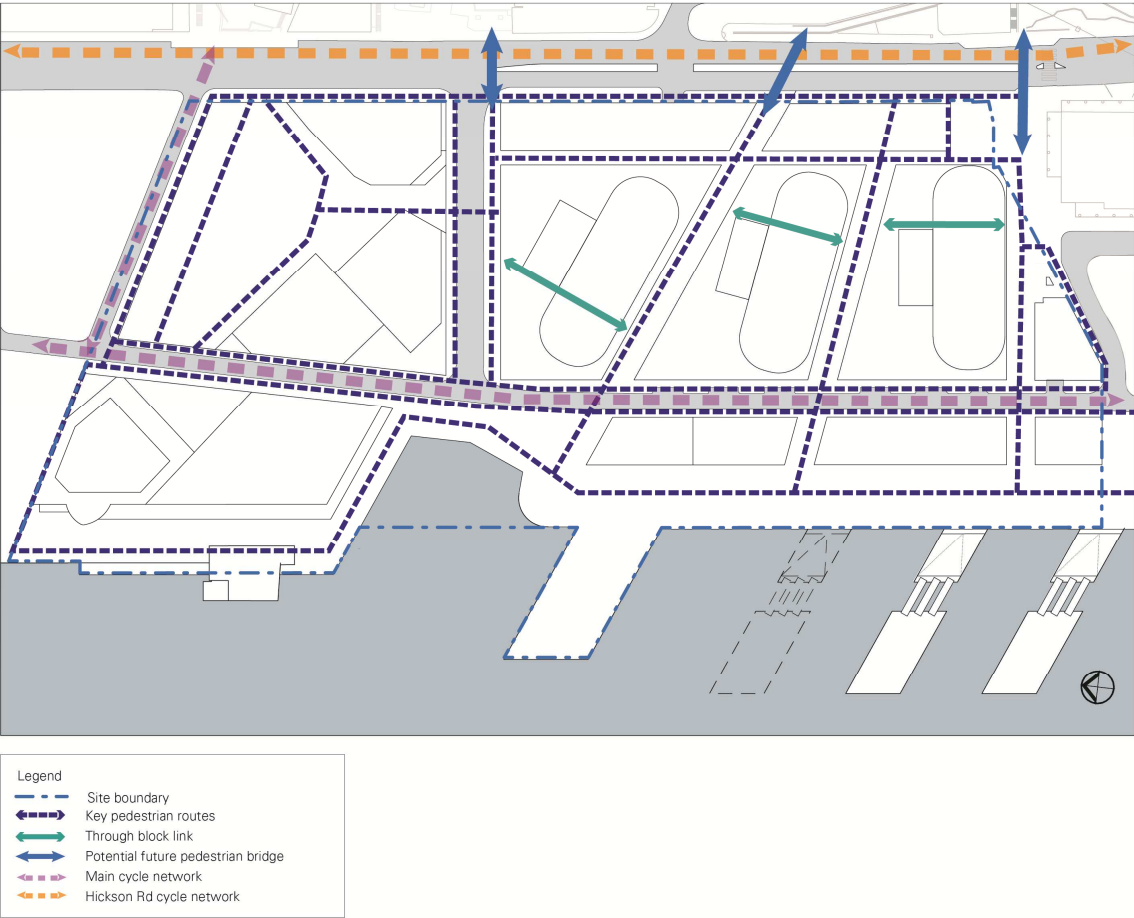 Legend
Site boundary
Key pedestrian routes
Through block link
Potential future pedestrian bridge
Main cycle network
Hickson Rd cycle network